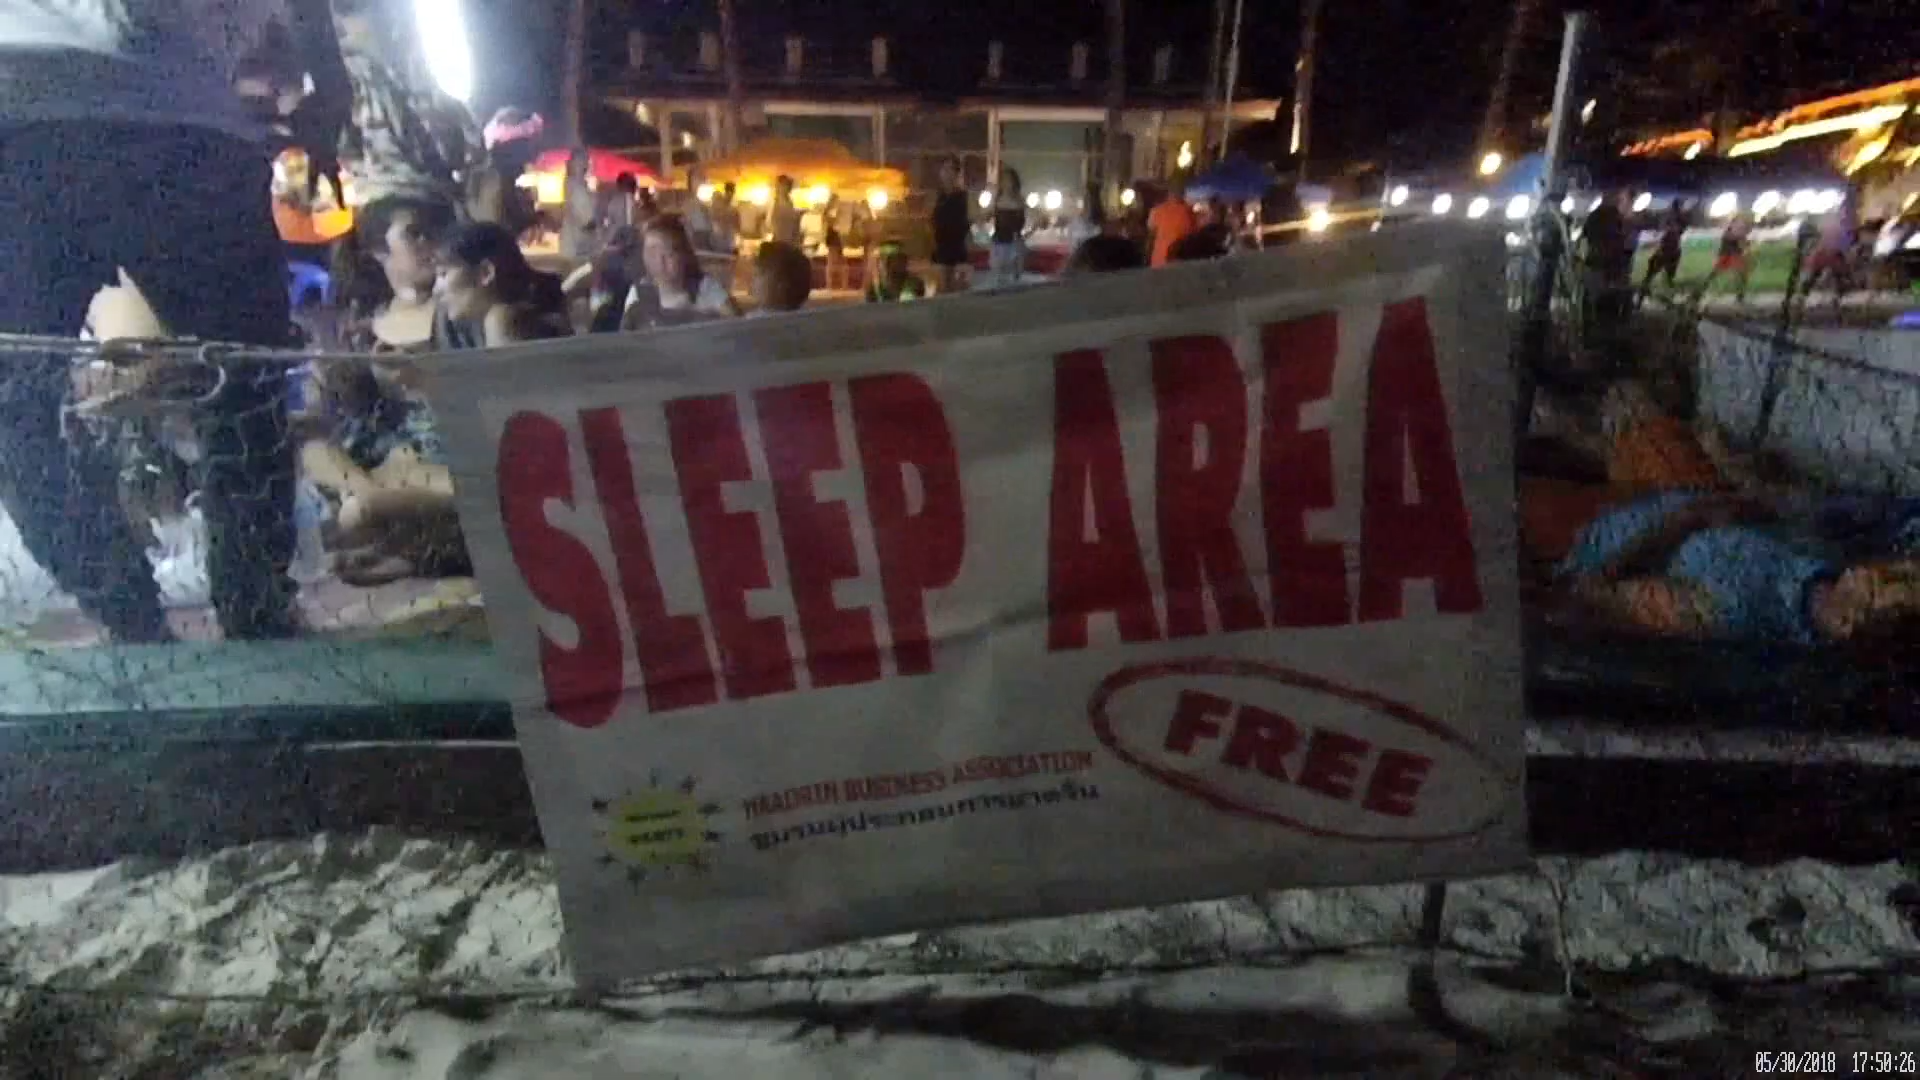 SLEEP AREA
FREE
HAADRIN BUSINESS ASSOCIATION
05/30/2018 17:50:26